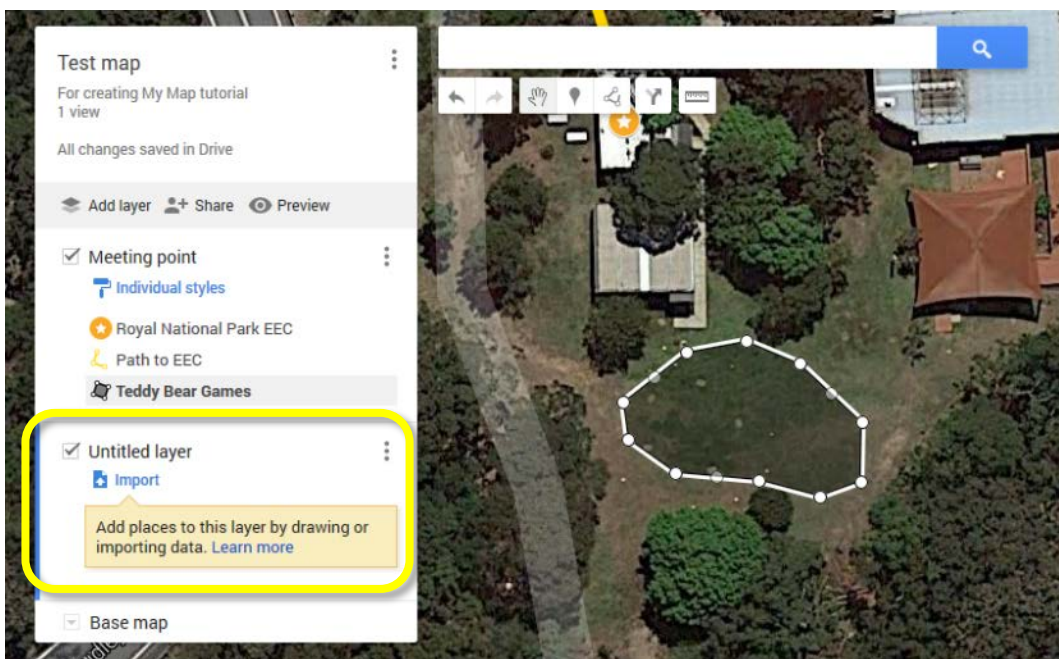 Test map
For creating My Map tutorial
1 view
All changes saved in Drive
Add layer Share Preview
Meeting point
Individual styles
Royal National Park EEC
Path to EEC
Teddy Bear Games
Untitled layer
Import
Add places to this layer by drawing or
importing data. Learn more
Base map